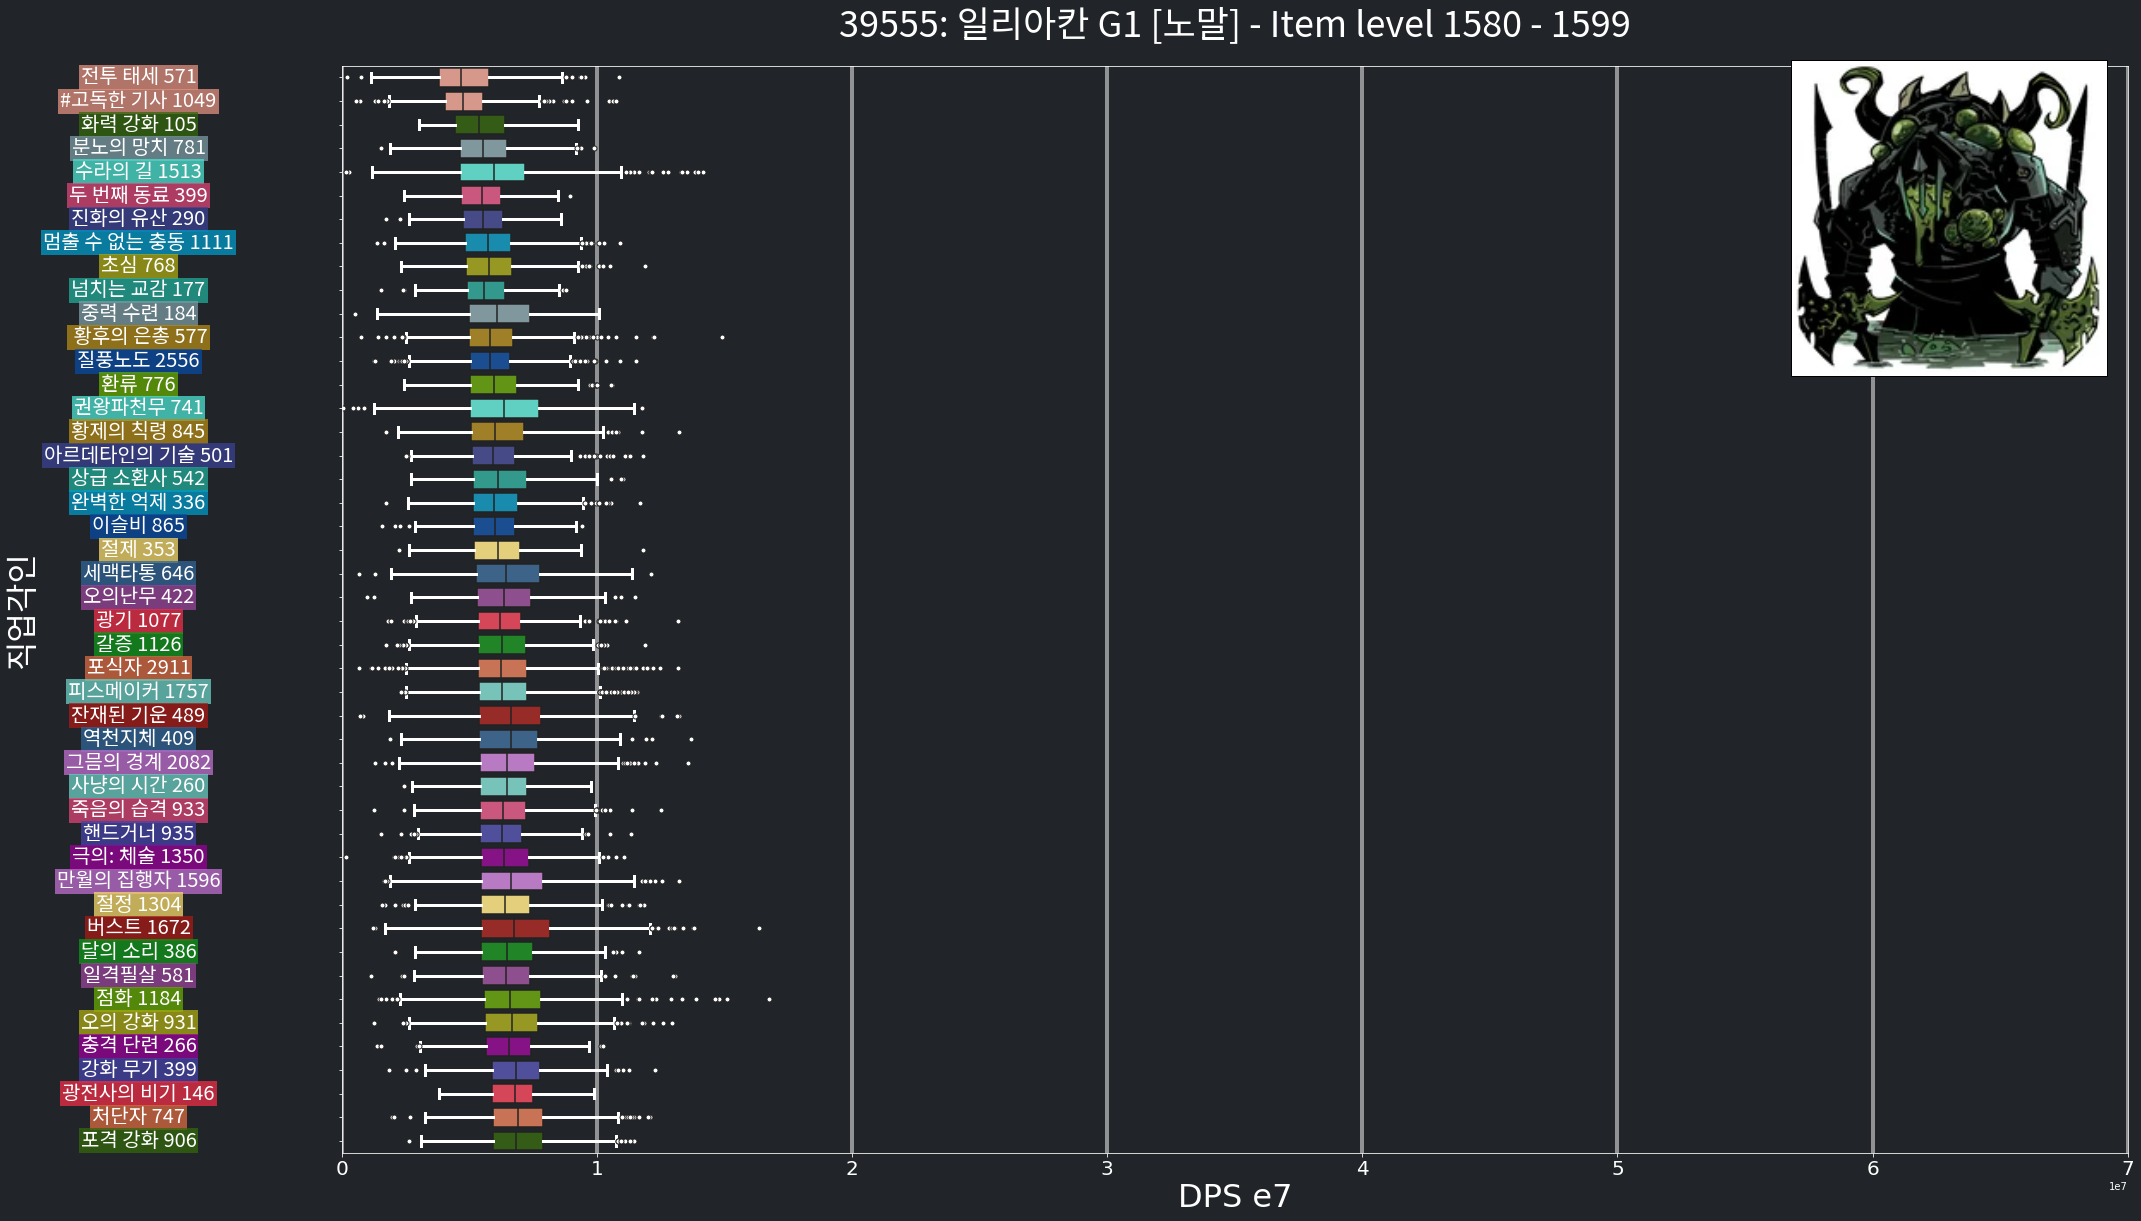 39555: 일리아칸 G1 [노말] - Item level 1580 - 1599
전투 태세 571
#고독한 기사 1049
화력 강화 105
분노의 망치 781
수라의 길 1513
두 번째 동료 399
진화의 유산 290
멈출 수 없는 충동 1111
초심 768
넘치는 교감 177
중력 수련 184
황후의 은총 577
질풍노도 2556
환류 776
권왕파천무 741
황제의 칙령 845
아르데타인의 기술 501
상급 소환사 542
완벽한 억제 336
이슬비 865
절제 353
세맥타통 646
오의난무 422
광기 1077
갈증 1126
포식자 2911
피스메이커 1757
잔재된 기운 489
역천지체 409
그믐의 경계 2082
사냥의 시간 260
죽음의 습격 933
핸드거너 935
극의: 체술 1350
만월의 집행자 1596
절정 1304
버스트 1672
달의 소리 386
일격필살 581
점화 1184
오의 강화 931
충격 단련 266
강화 무기 399
광전사의 비기 146
처단자 747
포격 강화 906
직업각인
0 1 2 3 4 5 6 7
1e7
DPS e7